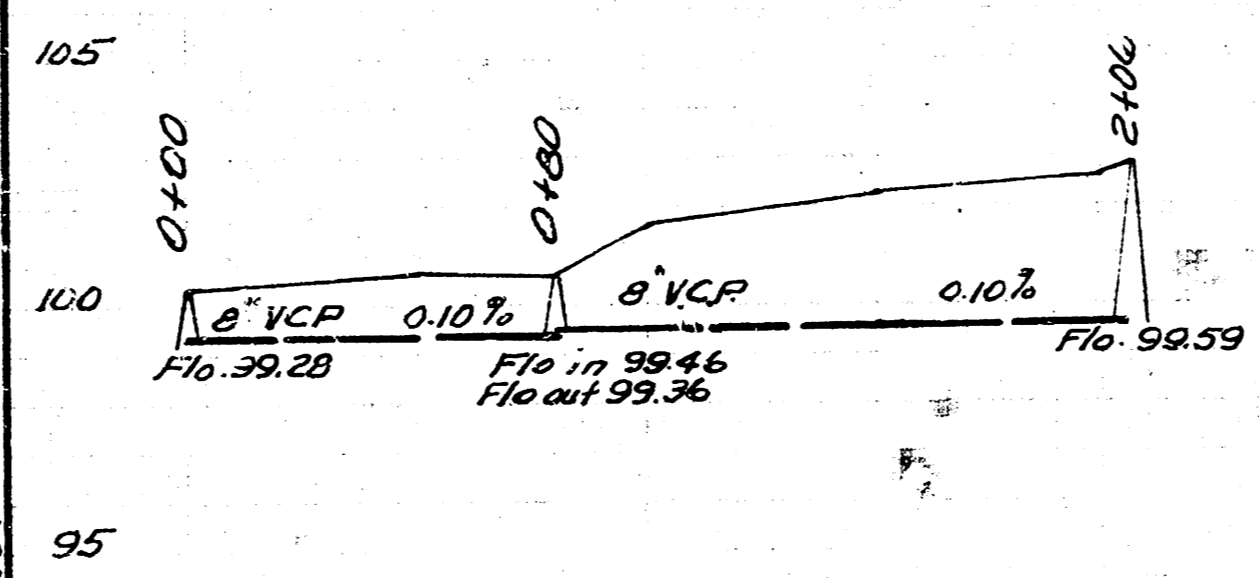 105
0+00
0+80
2+06
100
8" VCP 0.10%
8" V.C.P. 0.10%
Flo. 99.28
Flo in 99.46
Flo out 99.36
Flo. 99.59
95